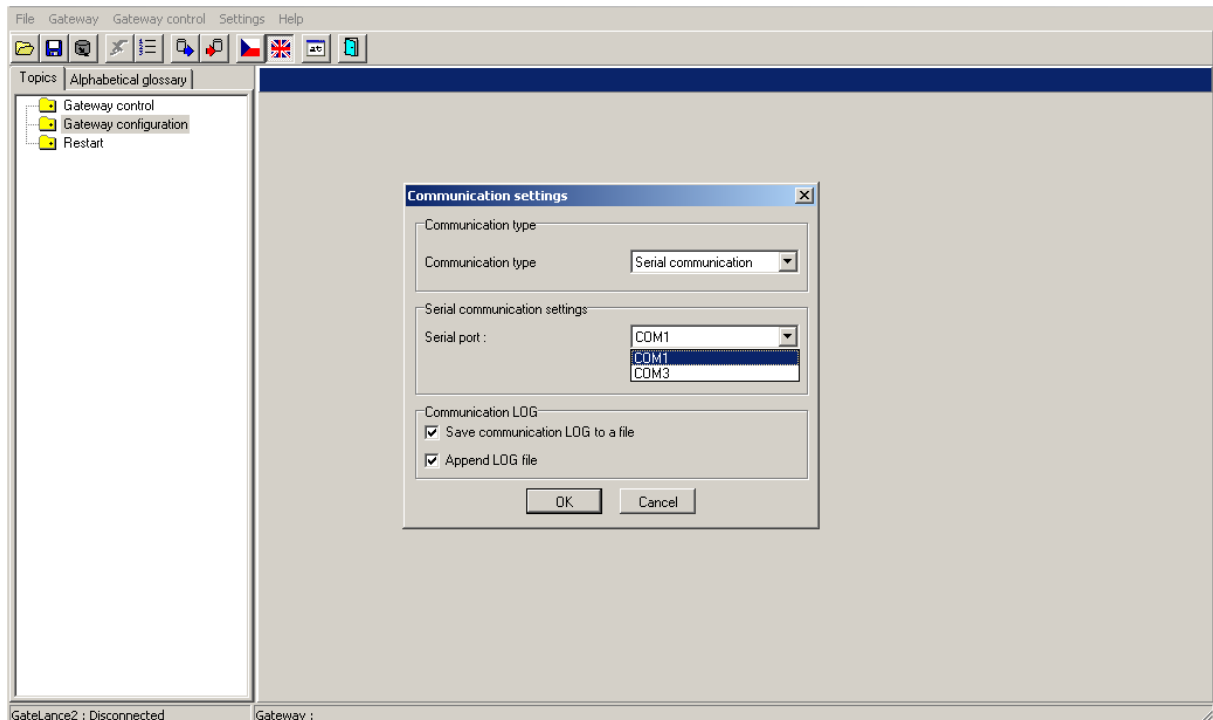 File Gateway Gateway control Settings Help
at
Topics Alphabetical glossary
Gateway control
Gateway configuration
Restart
Communication settings
Communication type
Communication type Serial communication
Serial communication settings
Serial port : COM1
COM1
COM3
Communication LOG
Save communication LOG to a file
Append LOG file
OK Cancel
GateLance2 : Disconnected Gateway :